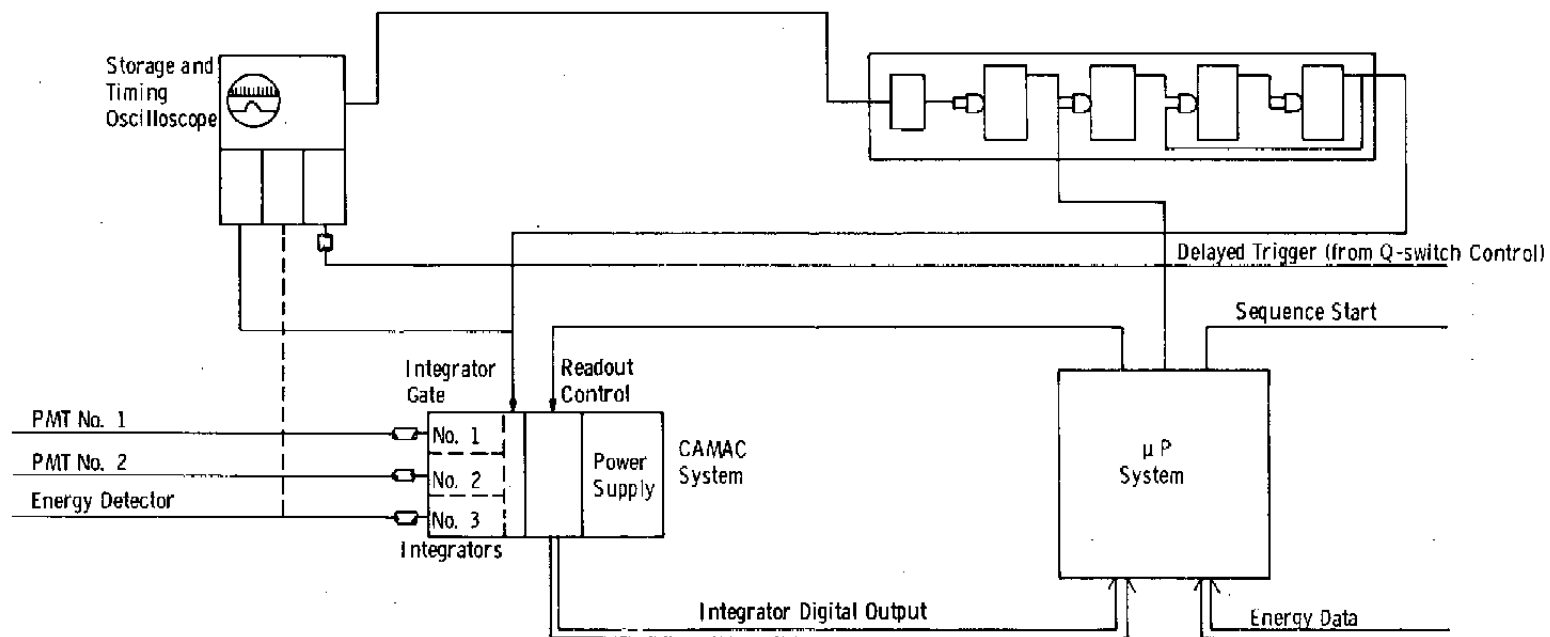 Storage and
Timing
Oscilloscope
Delayed Trigger (from Q-switch Control)
Sequence Start
Integrator
Gate
Readout
Control
PMT No. 1
PMT No. 2
Energy Detector
No. 1
No. 2
No. 3
Power
Supply
CAMAC
System
Integrators
μP
System
Integrator Digital Output
Energy Data